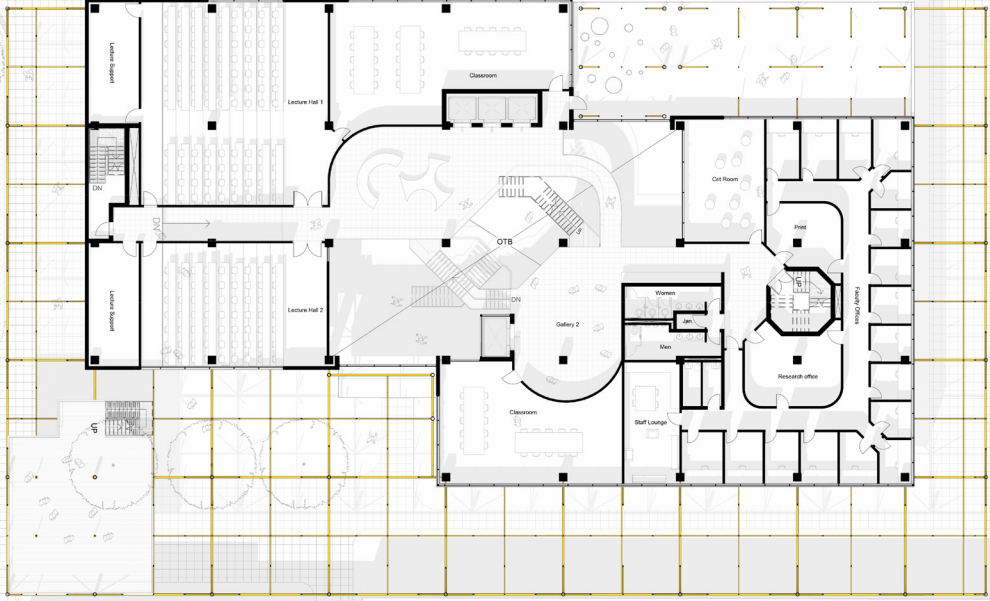 Lecture Support
Lecture Hall 1
Classroom
DN
DN
Crit Room
Print
OTB
UP
Women
DN
Lecture Support
Lecture Hall 2
Gallery 2
Jan.
Men
Faculty Offices
Research office
Classroom
Staff Lounge
UP